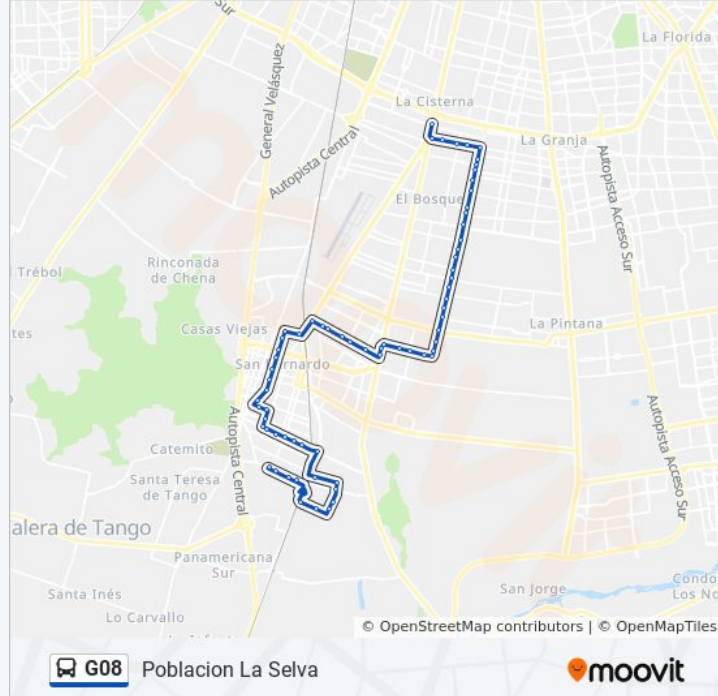 Sur
General Velásquez
La Florida
La Cisterna
La Granja
Autopista Central
Autopista Acceso Sur
El Bosque
l Trébol
Rinconada
de Chena
tes
Casas Viejas
La Pintana
San Bernardo
Autopista Central
Autopista Acceso Sur
Catemito
Santa Teresa
de Tango
alera de Tango
Panamericana
Sur
San Jorge
Condo
Los No
Santa Inés
Lo Carvallo
© OpenStreetMap contributors | © OpenMapTiles
G08 Poblacion La Selva moovit